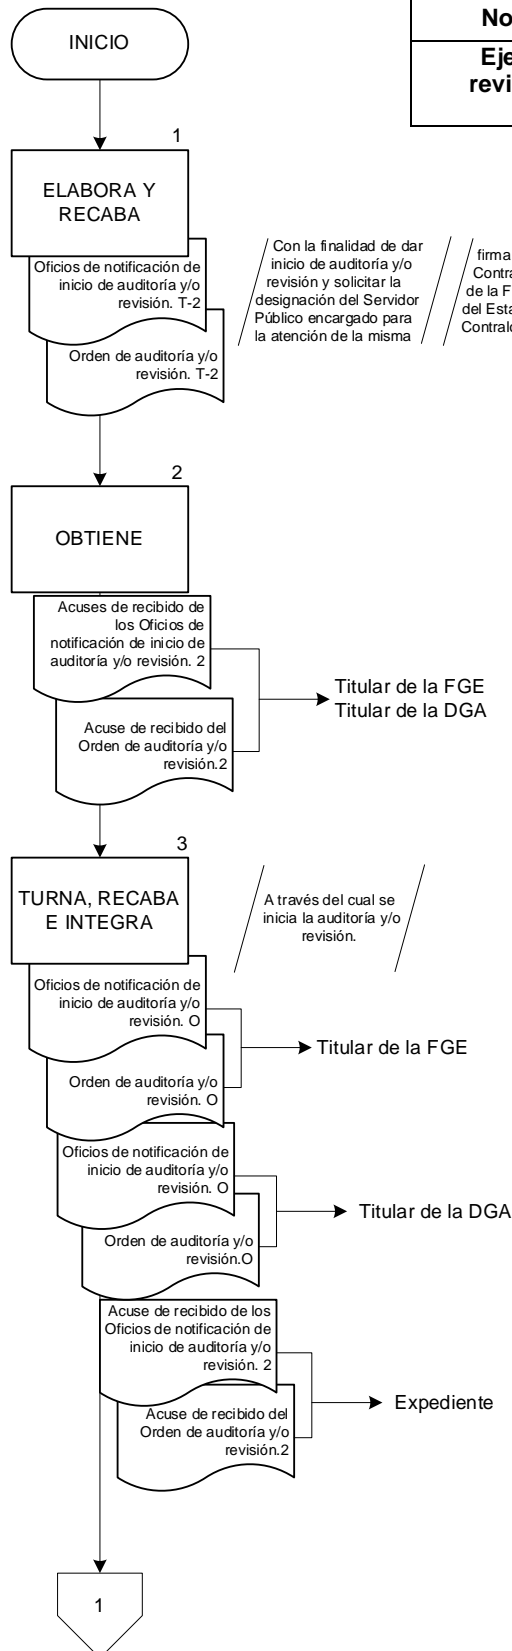 No
Eje
revi
INICIO
1
ELABORA Y
RECABA
Oficios de notificación de
inicio de auditoría y/o
revisión. T-2
Orden de auditoría y/o
revisión. T-2
Con la finalidad de dar
inicio de auditoría y/o
revisión y solicitar la
designación del Servidor
Público encargado para
la atención de la misma
firma
Contra
de la F
del Esta
Contralo
2
OBTIENE
Acuses de recibido de
los Oficios de
notificación de inicio de
auditoría y/o revisión. 2
Acuse de recibido del
Orden de auditoría y/o
revisión.2
Titular de la FGE
Titular de la DGA
3
TURNA, RECABA
E INTEGRA
A través del cual se
inicia la auditoría y/o
revisión.
Oficios de notificación de
inicio de auditoría y/o
revisión. O
Orden de auditoría y/o
revisión. O
Titular de la FGE
Oficios de notificación de
inicio de auditoría y/o
revisión. O
Orden de auditoría y/o
revisión.O
Titular de la DGA
Acuse de recibido de los
Oficios de notificación de
inicio de auditoría y/o
revisión. 2
Acuse de recibido del
Orden de auditoría y/o
revisión.2
Expediente
1